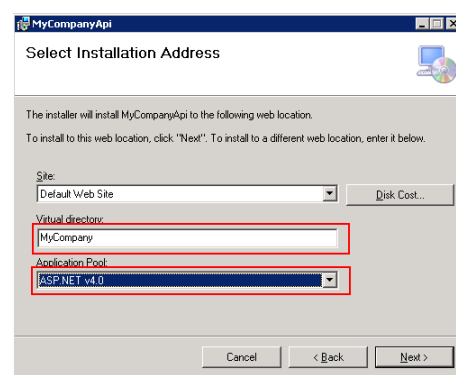 MyCompanyApi
Select Installation Address
The installer will install MyCompanyApi to the following web location.
To install to this web location, click "Next". To install to a different web location, enter it below.
Site:
Default Web Site
Disk Cost...
Virtual directory:
MyCompany
Application Pool:
ASP.NET v4.0
Cancel
< Back
Next >